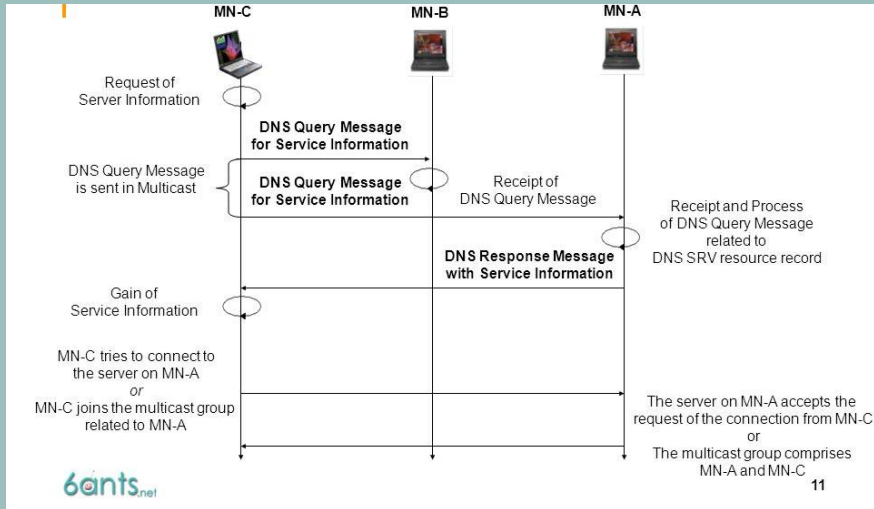 MN-C
MN-B
MN-A
Request of
Server Information
DNS Query Message
for Service Information
DNS Query Message
is sent in Multicast
DNS Query Message
for Service Information
Receipt of
DNS Query Message
Receipt and Process
of DNS Query Message
related to
DNS SRV resource record
DNS Response Message
with Service Information
Gain of
Service Information
MN-C tries to connect to
the server on MN-A
or
MN-C joins the multicast group
related to MN-A
The server on MN-A accepts the
request of the connection from MN-C
or
The multicast group comprises
MN-A and MN-C
6ants.net
11